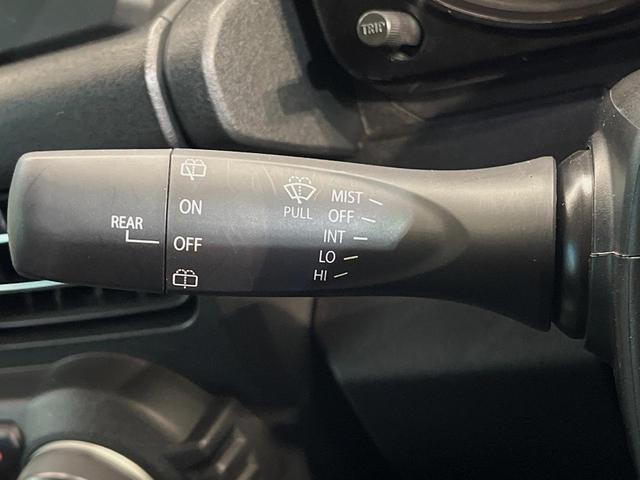 TRIP
ON
REAR
OFF
PULL
MIST
OFF
INT
LO
HI